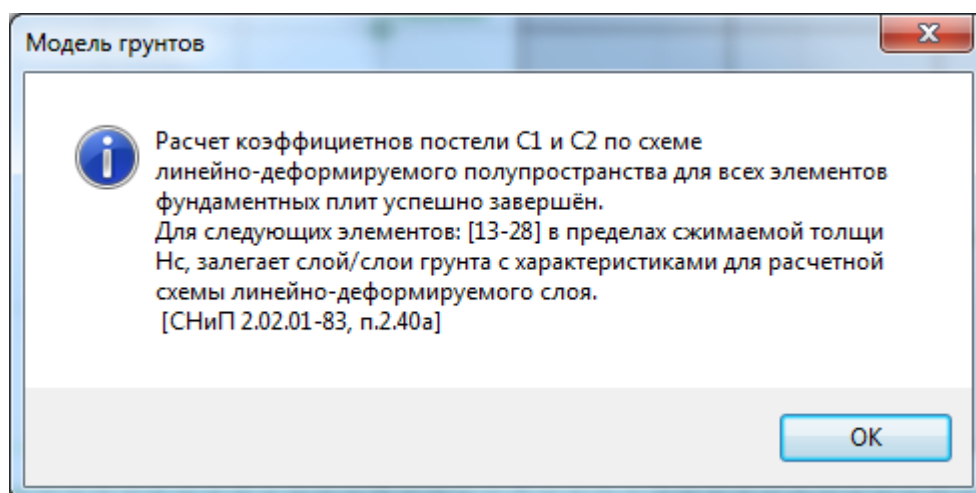 Модель грунтов
Расчет коэффициетнов постели С1 и С2 по схеме
линейно-деформируемого полупространства для всех элементов
фундаментных плит успешно завершён.
Для следующих элементов: [13-28] в пределах сжимаемой толщи
Нс, залегает слой/слои грунта с характеристиками для расчетной
схемы линейно-деформируемого слоя.
[СНиП 2.02.01-83, п.2.40а]
ОК